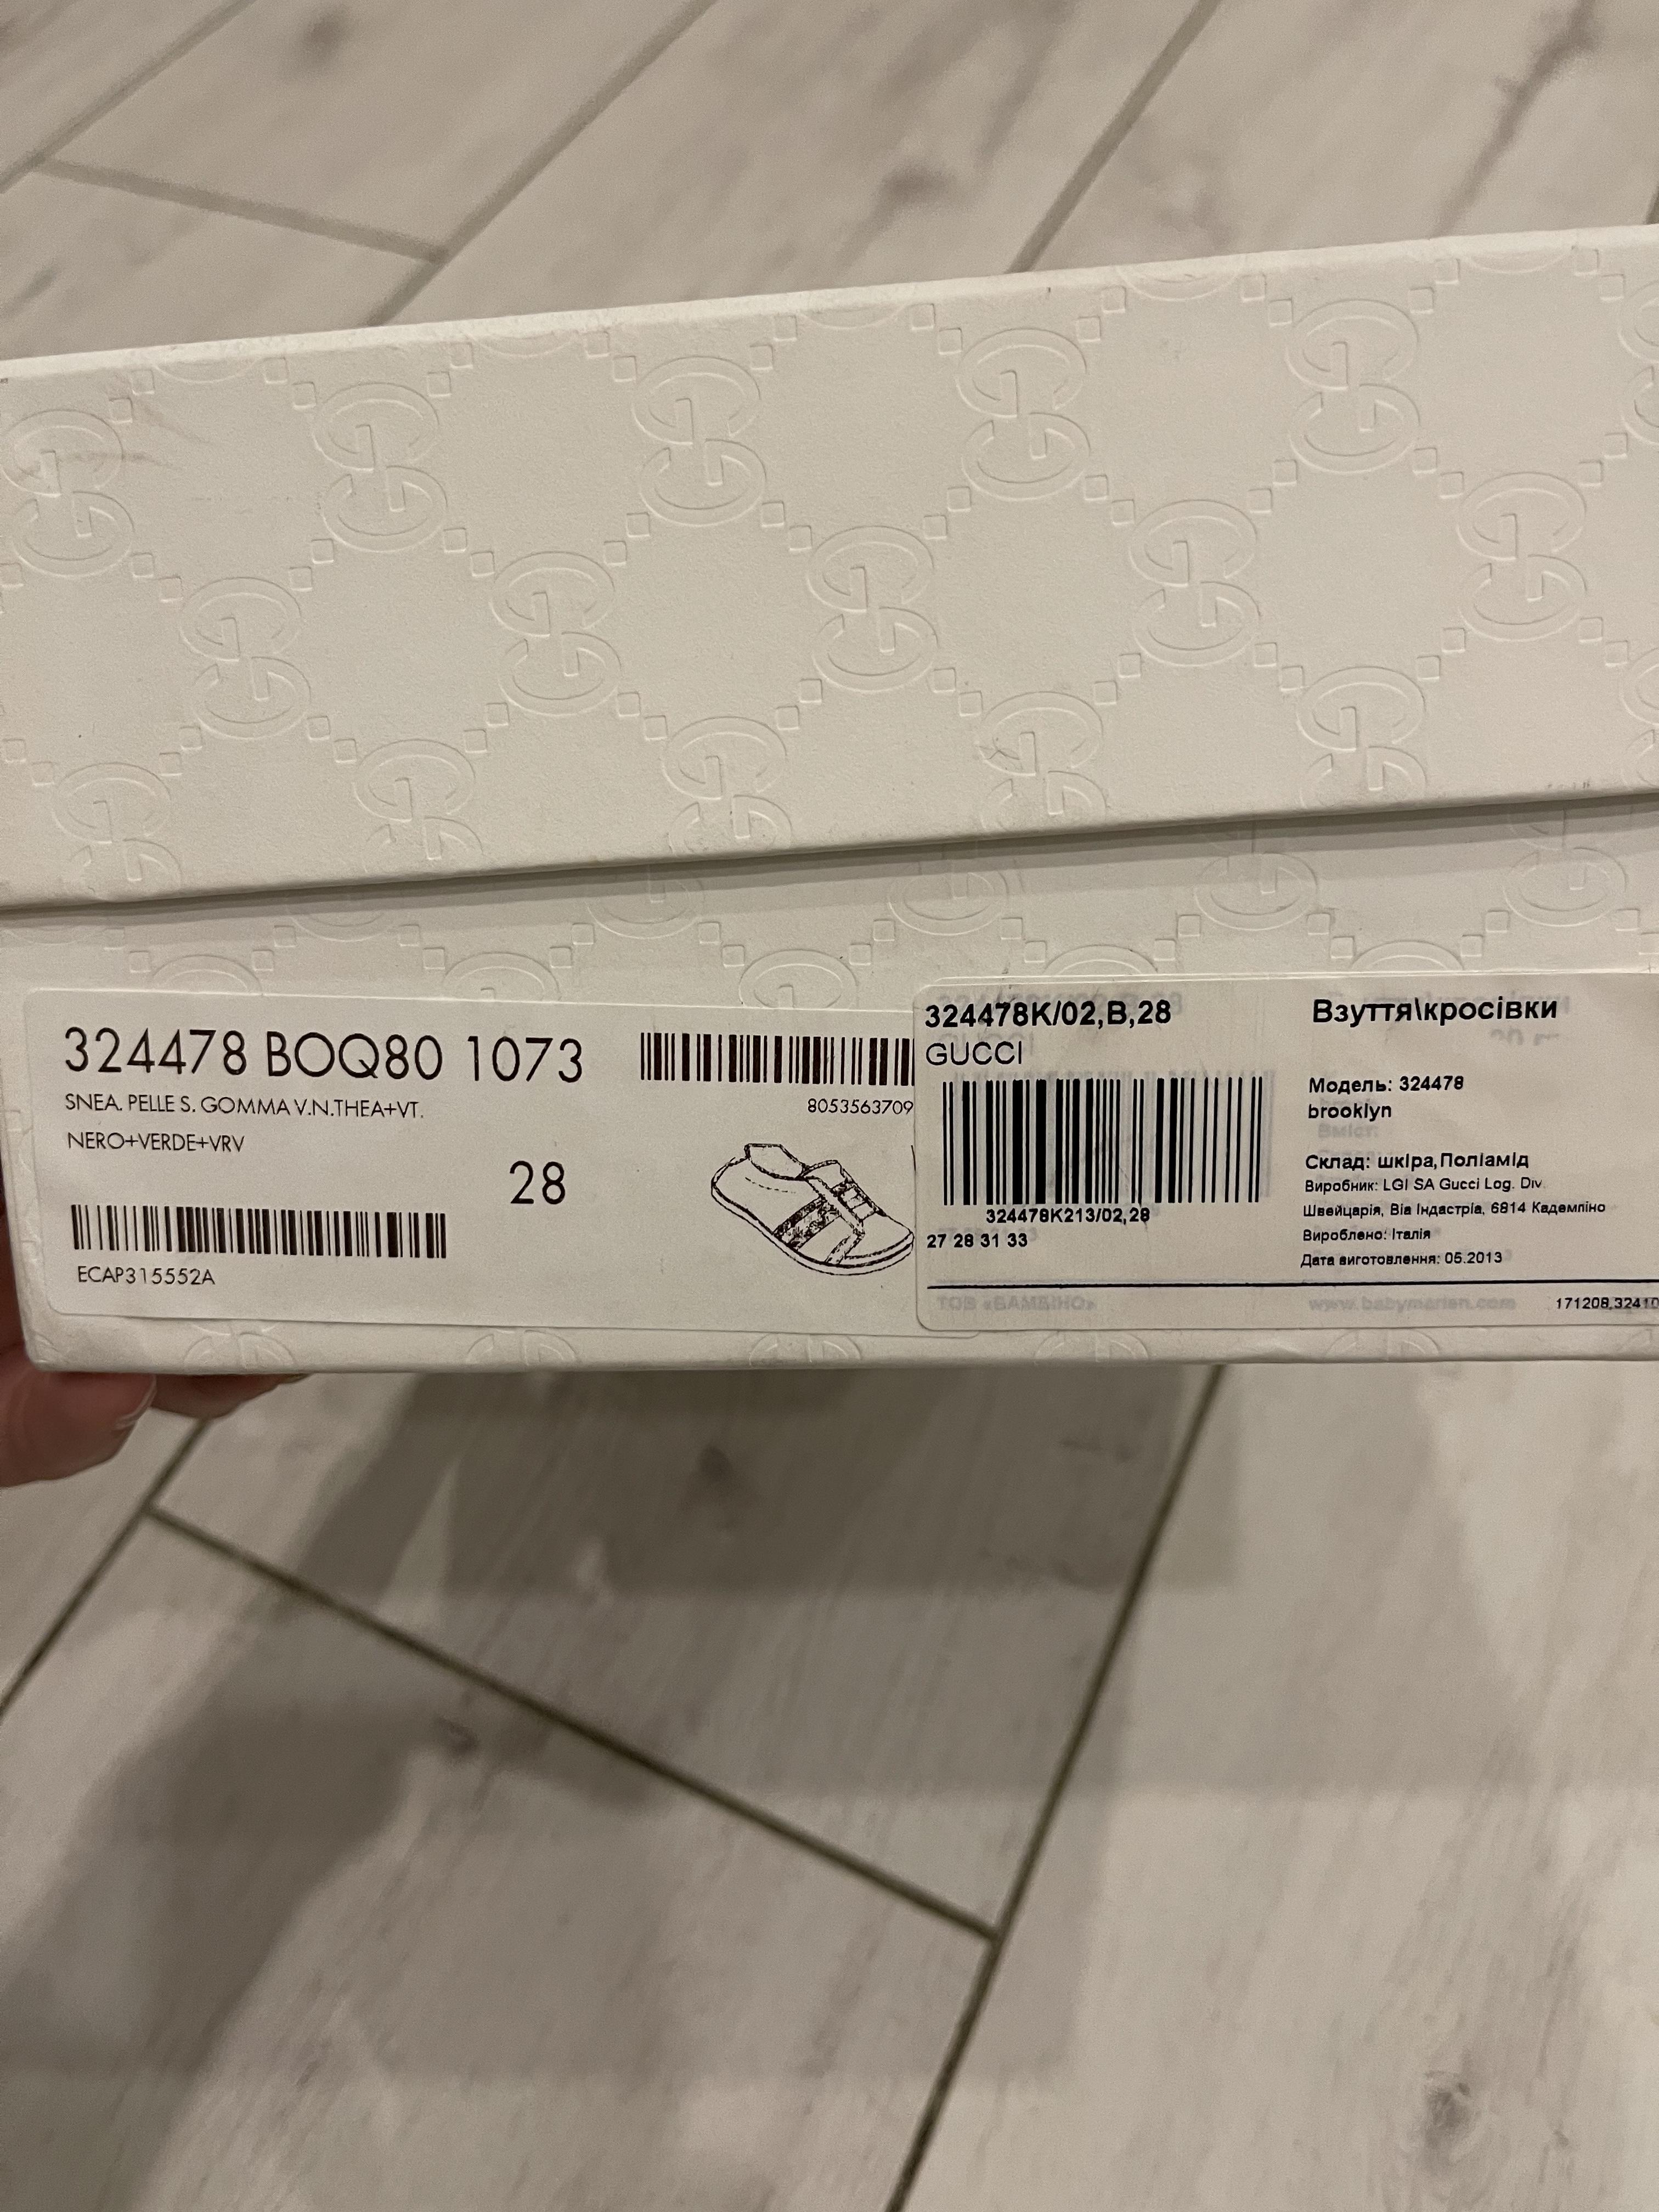 324478 BOQ80 1073
SNEA. PELLE S. GOMMA V.N.THEA+VT.
NERO+VERDE+VRV
28
ECAP315552A
8053563709
324478K/02,B,28
GUCCI
324478K213/02,28
27 28 31 33
Взуття\кросівки
Модель: 324478
brooklyn
Склад: шкіра,Поліамід
Виробник: LGI SA Gucci Log. Div.
Швейцарія, Віа Індастріа, 6814 Кадемпіно
Вироблено: Італія
Дата виготовлення: 05.2013
ТОВ «БАМБІНО»
www.babymarlen.com
171208,32410